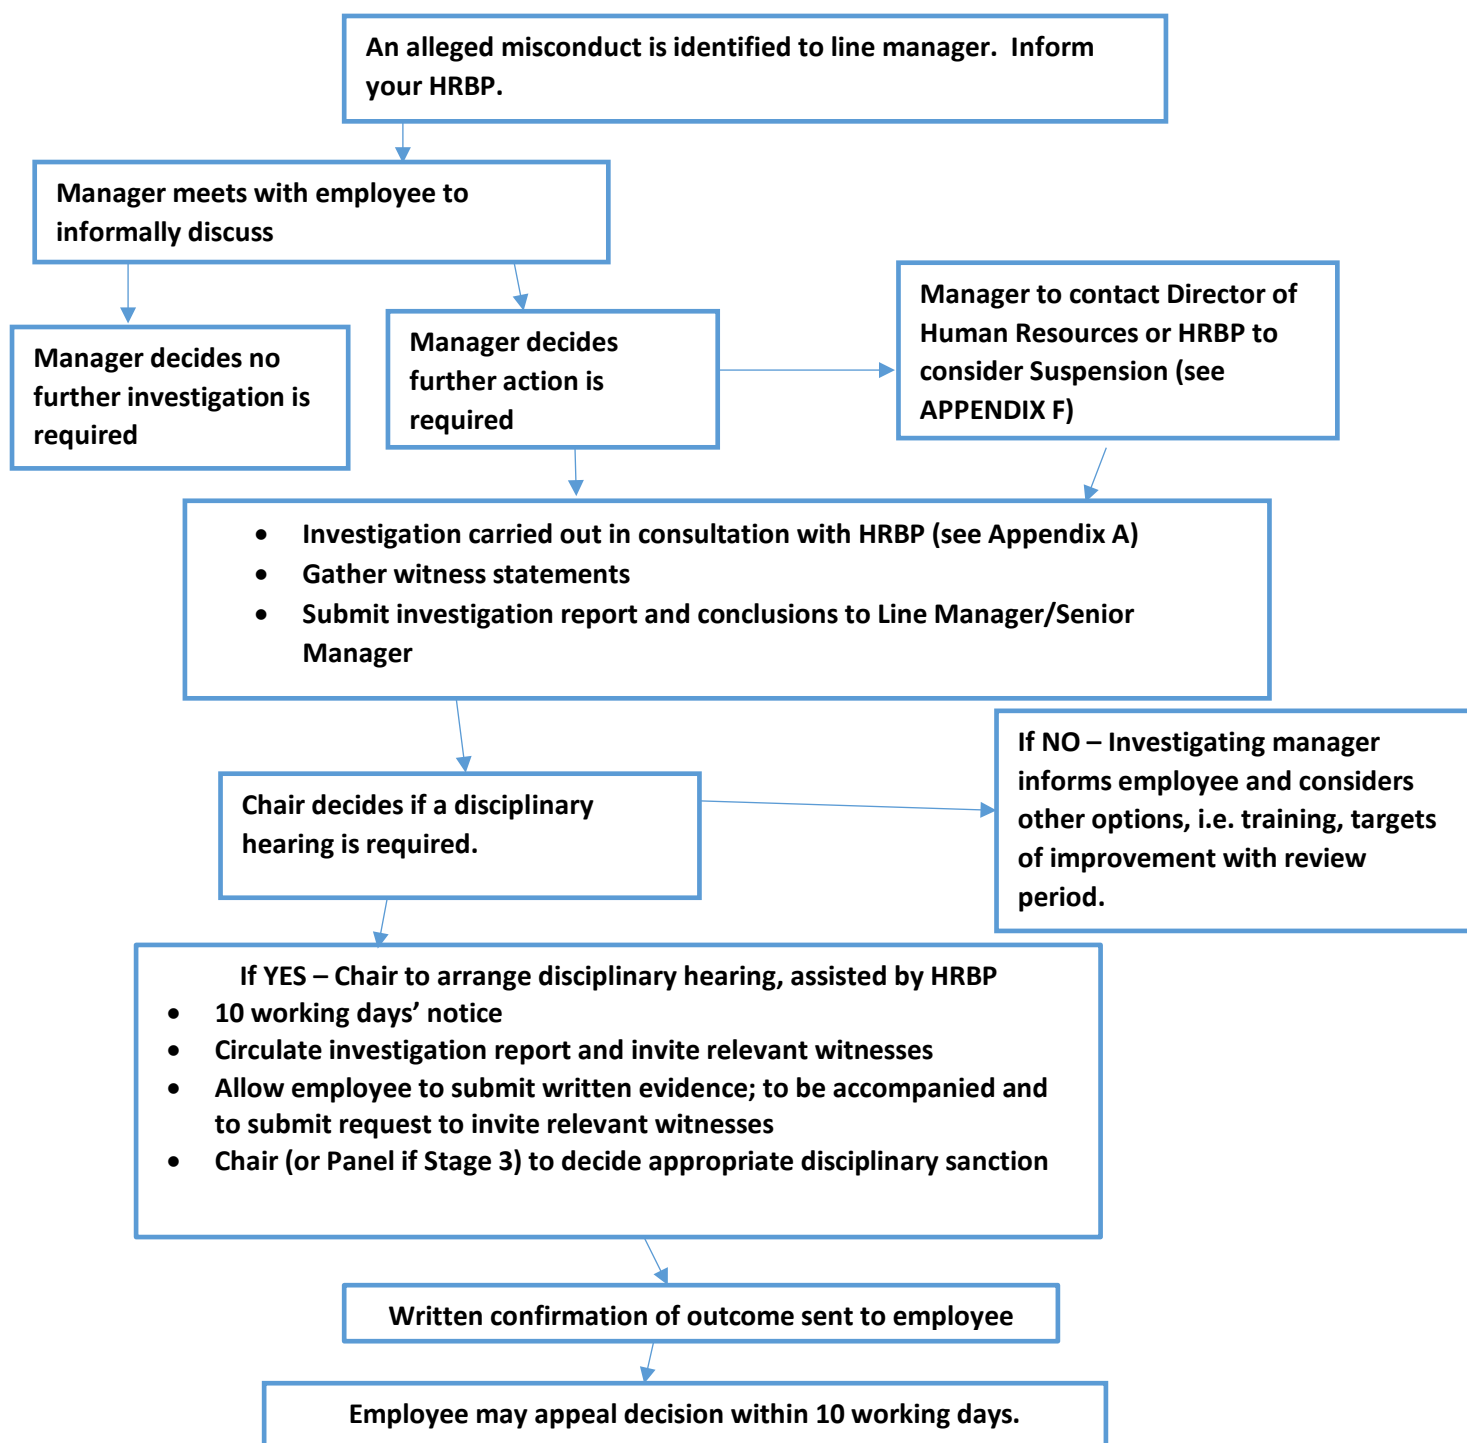 An alleged misconduct is identified to line manager.  Inform
your HRBP.
Manager meets with employee to
informally discuss
Manager decides no
further investigation is
required
Manager decides
further action is
required
Manager to contact Director of
Human Resources or HRBP to
consider Suspension (see
APPENDIX F)
• Investigation carried out in consultation with HRBP (see Appendix A)
• Gather witness statements
• Submit investigation report and conclusions to Line Manager/Senior
Manager
Chair decides if a disciplinary
hearing is required.
If NO – Investigating manager
informs employee and considers
other options, i.e. training, targets
of improvement with review
period.
If YES – Chair to arrange disciplinary hearing, assisted by HRBP
• 10 working days’ notice
• Circulate investigation report and invite relevant witnesses
• Allow employee to submit written evidence; to be accompanied and
to submit request to invite relevant witnesses
• Chair (or Panel if Stage 3) to decide appropriate disciplinary sanction
Written confirmation of outcome sent to employee
Employee may appeal decision within 10 working days.